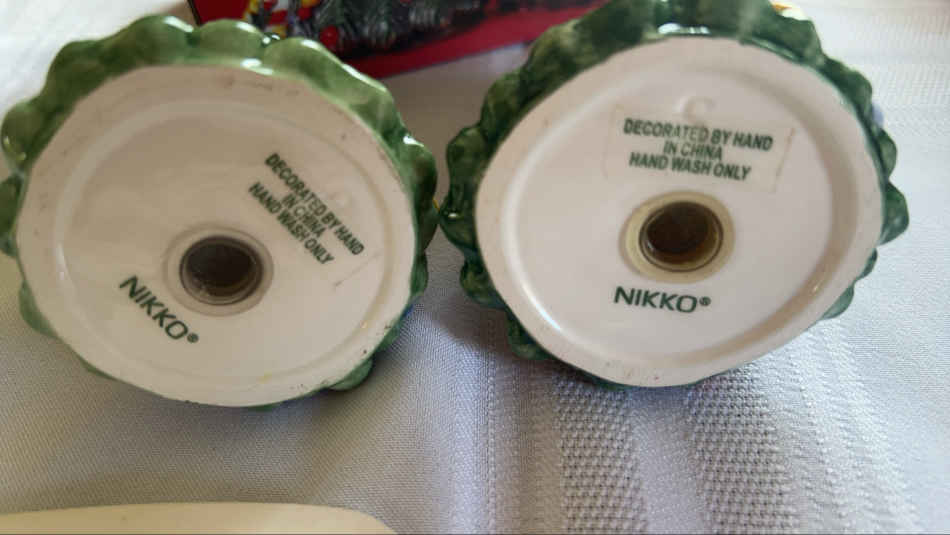 DECORATED BY HAND
IN CHINA
HAND WASH ONLY
NIKKO®
DECORATED BY HAND
IN CHINA
HAND WASH ONLY
NIKKO®